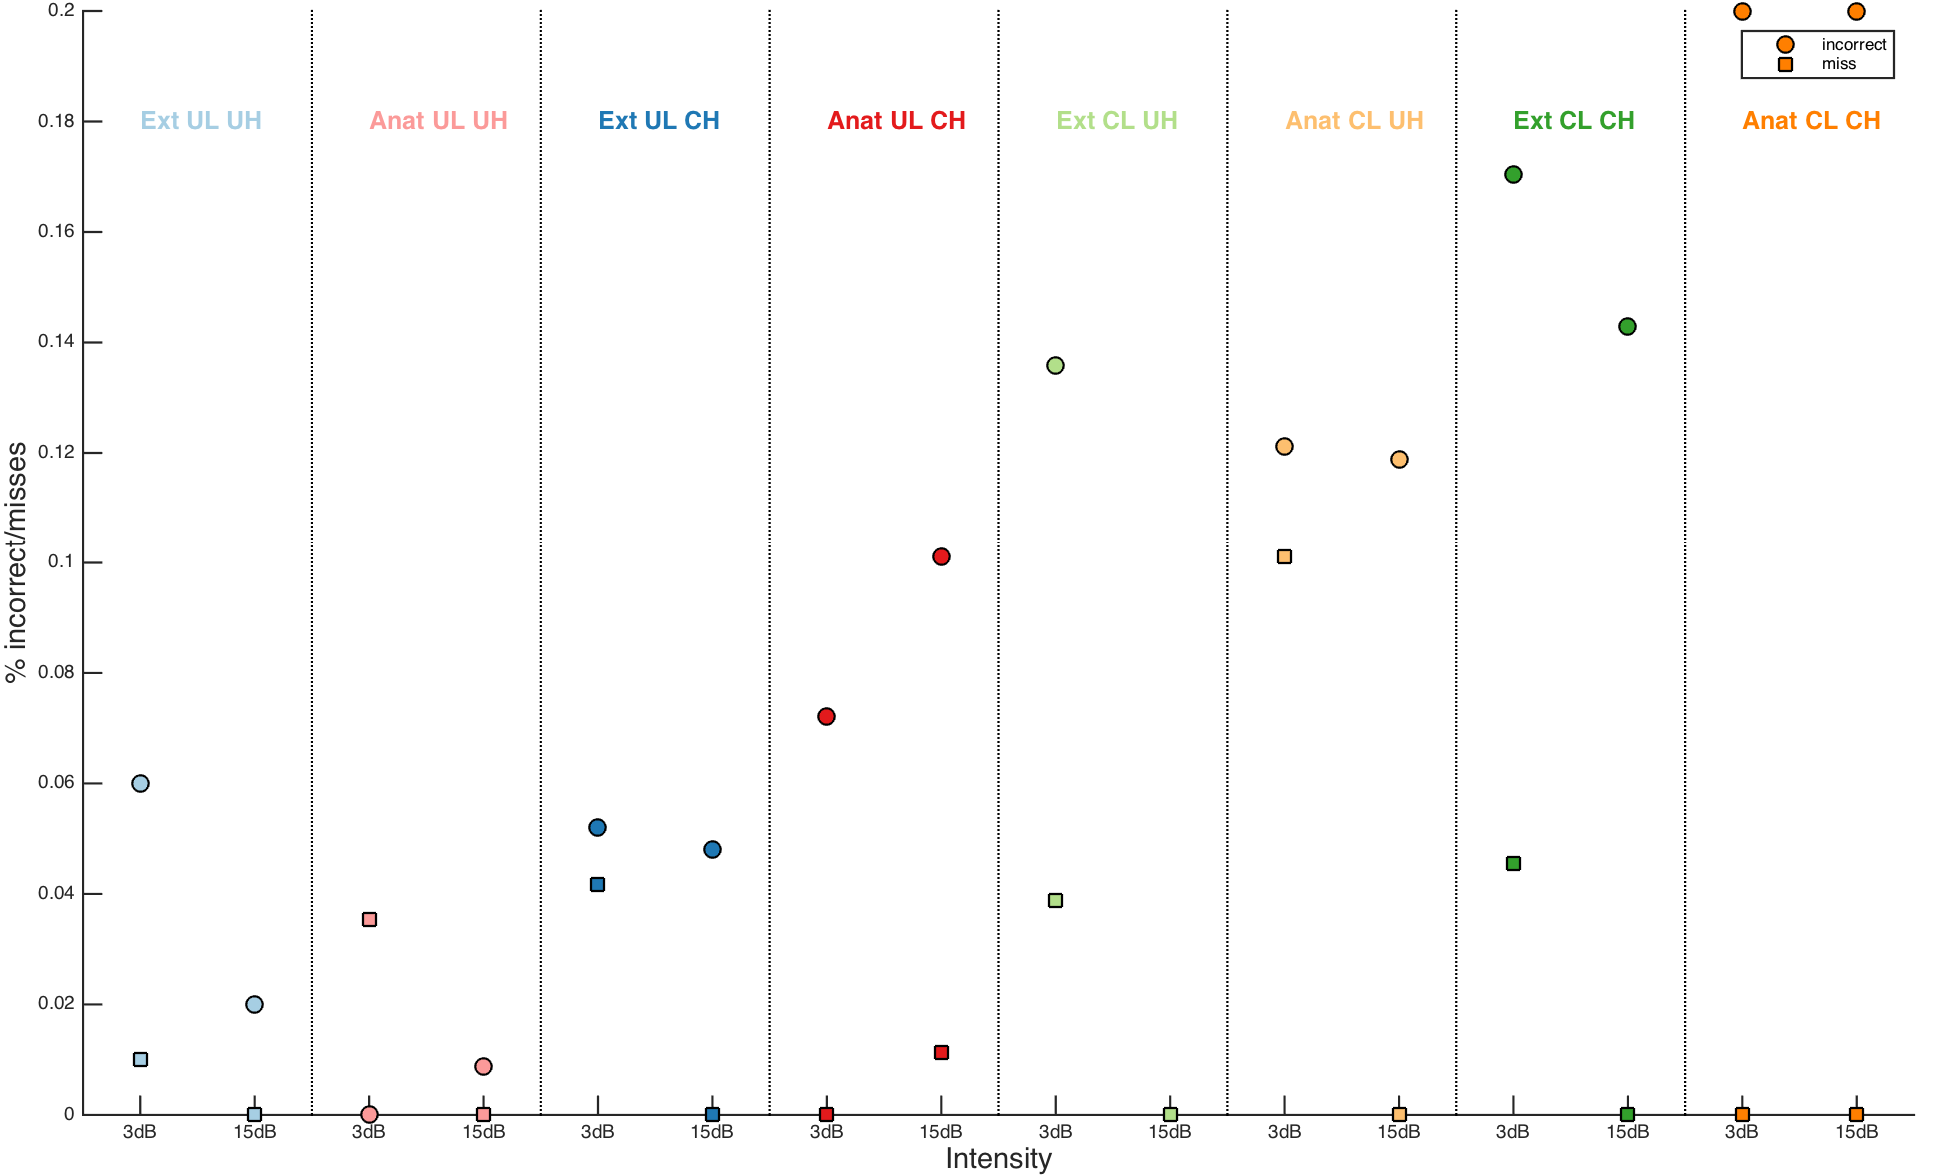 0.2
incorrect
miss
0.18
Ext UL UH Anat UL UH Ext UL CH Anat UL CH Ext CL UH Anat CL UH Ext CL CH Anat CL CH
0.16
0.14
0.12
0.1
0.08
0.06
0.04
0.02
0
% incorrect/misses
3dB 15dB 3dB 15dB 3dB 15dB 3dB 15dB 3dB 15dB 3dB 15dB 3dB 15dB 3dB 15dB
Intensity